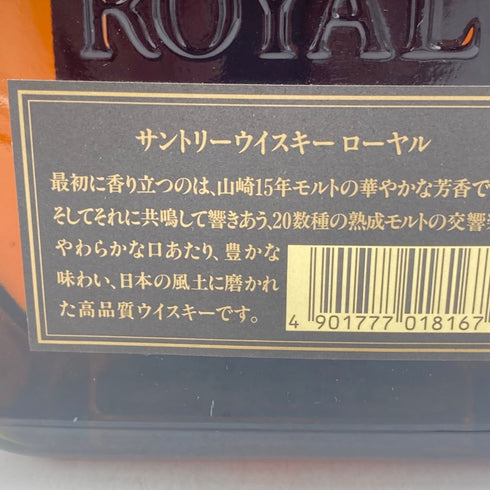 ROYAL
サントリーウイスキー ローヤル
最初に香り立つのは、山崎15年モルトの華やかな芳香で
そしてそれに共鳴して響きあう、20数種の熟成モルトの交響
やわらかな口あたり、豊かな
味わい、日本の風土に磨かれ
た高品質ウイスキーです。
4 901777 018167